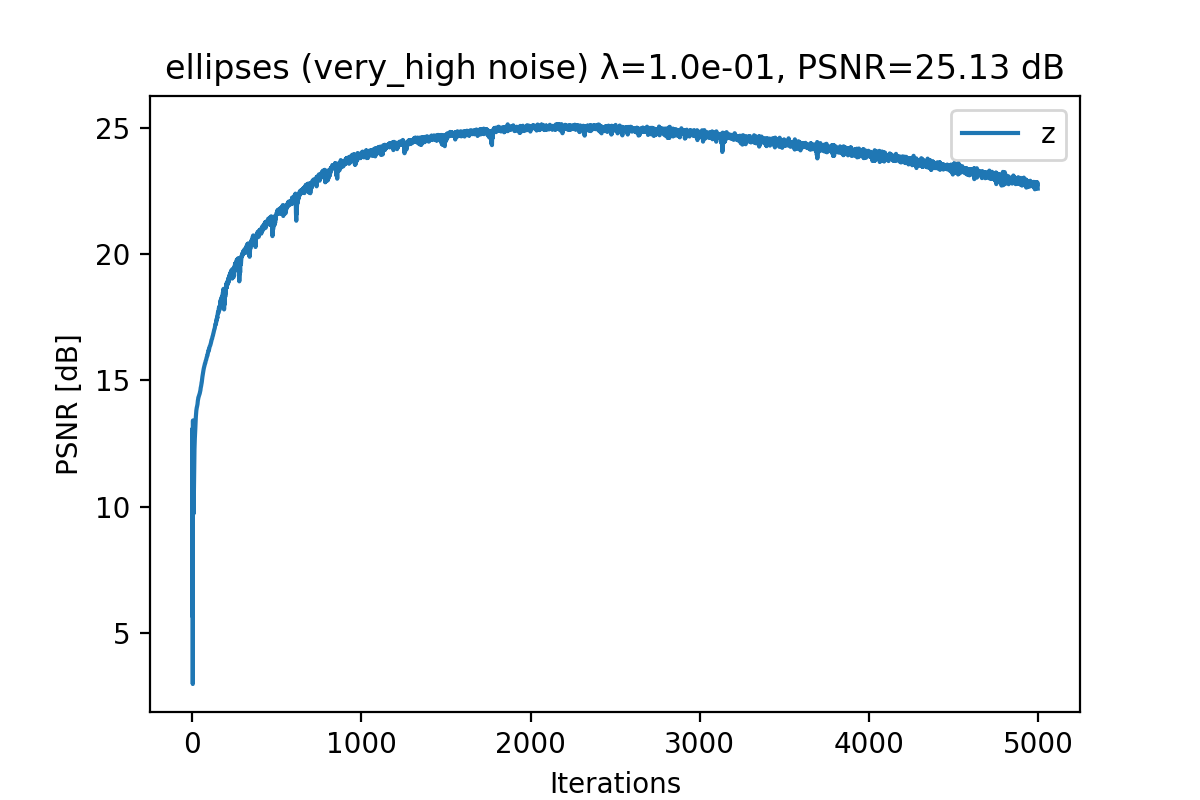 ellipses (very_high noise) λ=1.0e-01, PSNR=25.13 dB
z
25
20
15
10
5
PSNR [dB]
0 1000 2000 3000 4000 5000
Iterations